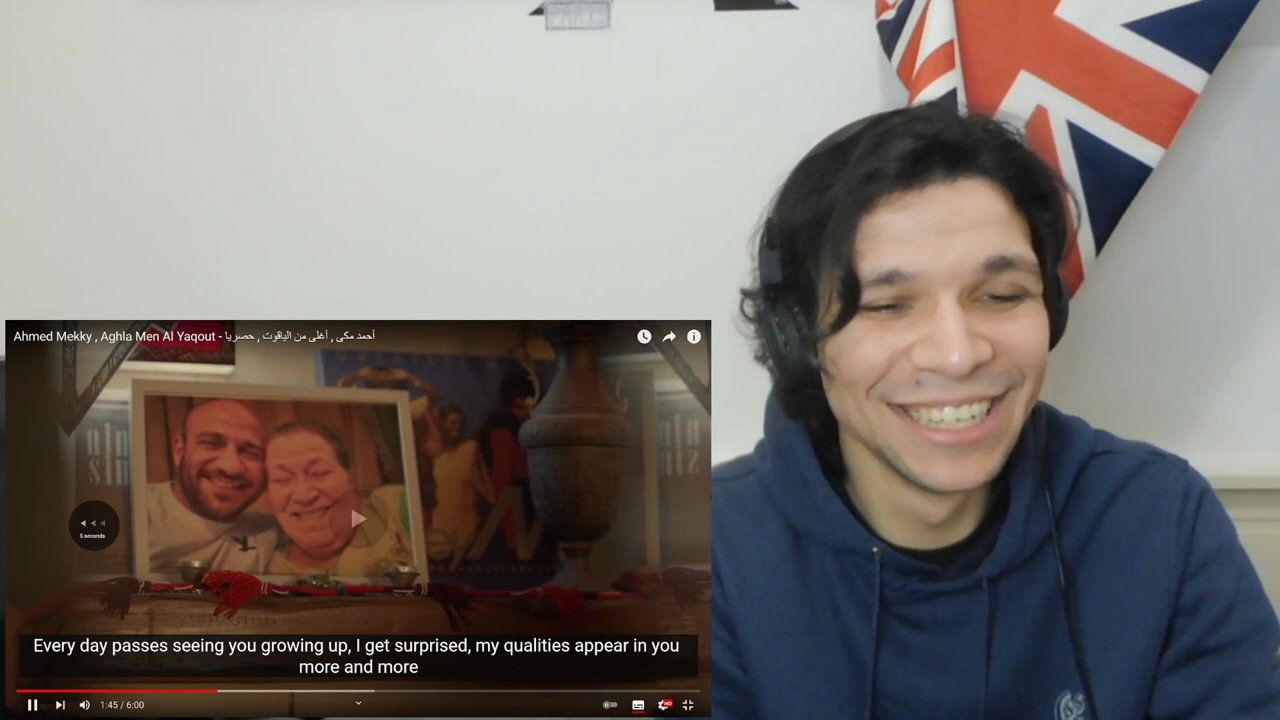 Ahmed Mekky , Aghla Men Al Yaqout - أحمد مكى , أغلى من الياقوت , حصريا
5 seconds
Every day passes seeing you growing up, I get surprised, my qualities appear in you
more and more
1:45 / 6:00
HD